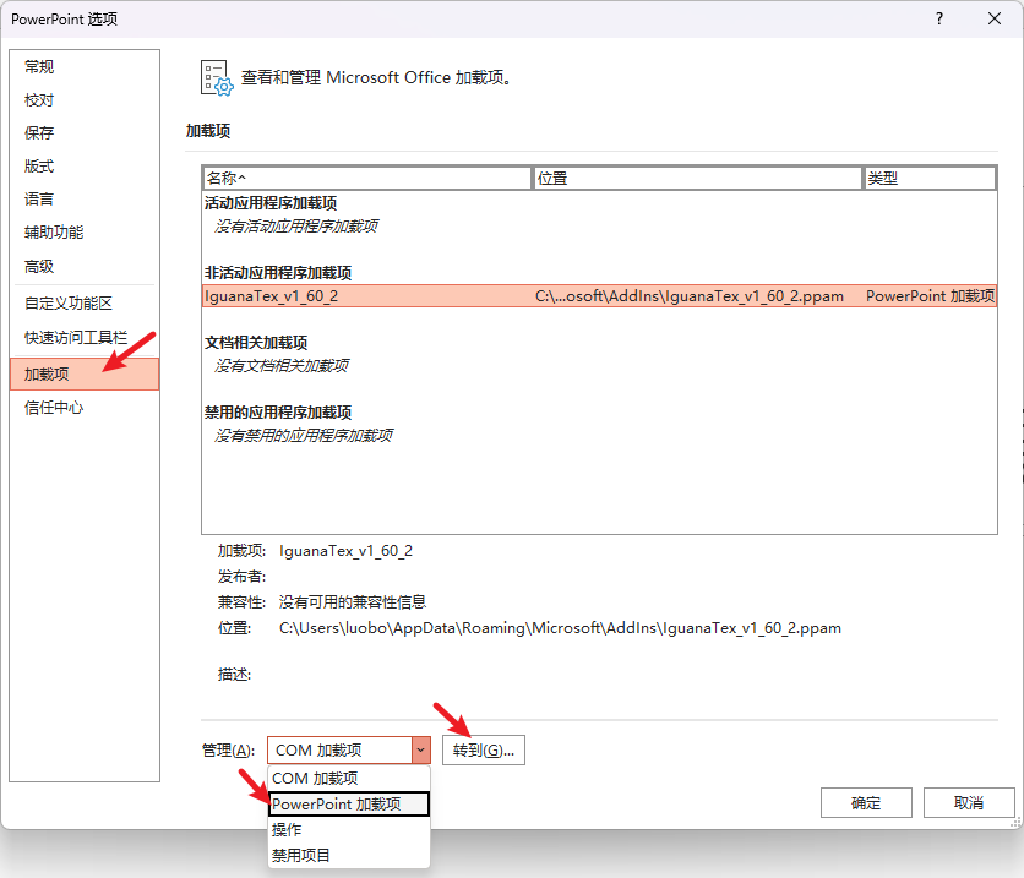 PowerPoint 选项
?
常规
校对
保存
版式
语言
辅助功能
高级
自定义功能区
快速访问工具栏
加载项
信任中心
查看和管理 Microsoft Office 加载项。
加载项
名称^ 位置 类型
活动应用程序加载项
没有活动应用程序加载项
非活动应用程序加载项
IguanaTex_v1_60_2 C:\...osoft\AddIns\IguanaTex_v1_60_2.ppam PowerPoint 加载项
文档相关加载项
没有文档相关加载项
禁用的应用程序加载项
没有禁用的应用程序加载项
加载项: IguanaTex_v1_60_2
发布者:
兼容性: 没有可用的兼容性信息
位置: C:\Users\luobo\AppData\Roaming\Microsoft\AddIns\IguanaTex_v1_60_2.ppam
描述:
管理(A): COM 加载项 转到(G)...
COM 加载项
PowerPoint 加载项
操作
禁用项目
确定 取消